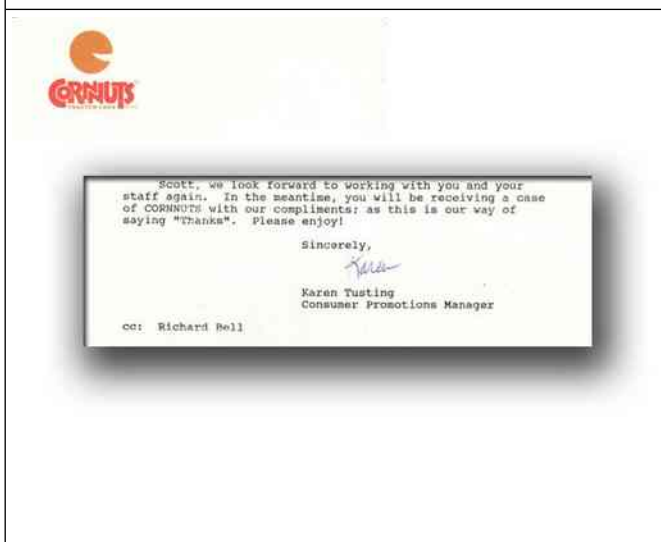 CORNNUTS
Scott, we look forward to working with you and your
staff again. In the meantime, you will be receiving a case
of CORNNUTS with our compliments; as this is our way of
saying "Thanks". Please enjoy!
Sincerely,
Karen
Karen Tusting
Consumer Promotions Manager
cc: Richard Bell